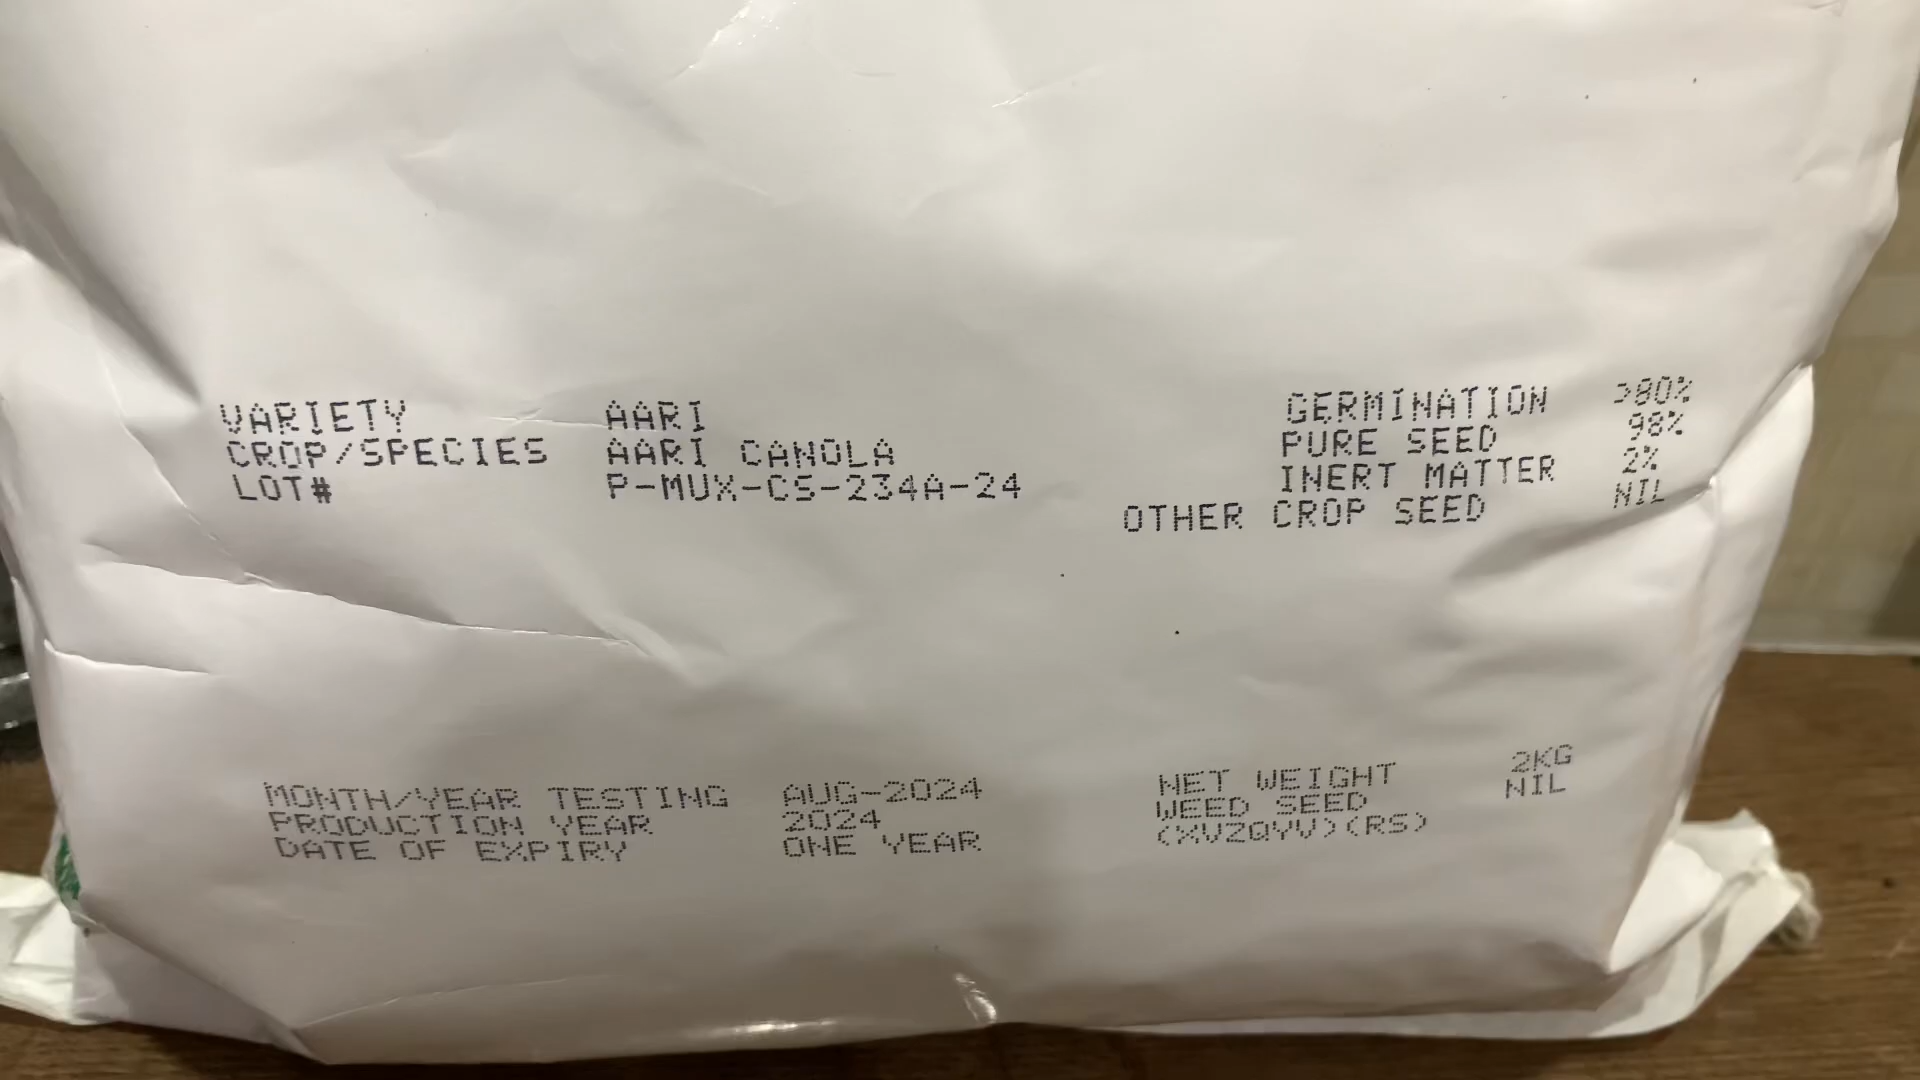 VARIETY AARI
CROP/SPECIES AARI CANOLA
LOT# P-MUX-CS-234A-24
GERMINATION >80%
PURE SEED 98%
INERT MATTER 2%
OTHER CROP SEED NIL
MONTH/YEAR TESTING AUG-2024
PRODUCTION YEAR 2024
DATE OF EXPIRY ONE YEAR
NET WEIGHT 2KG
WEED SEED NIL
(XVZQYV)(RS)